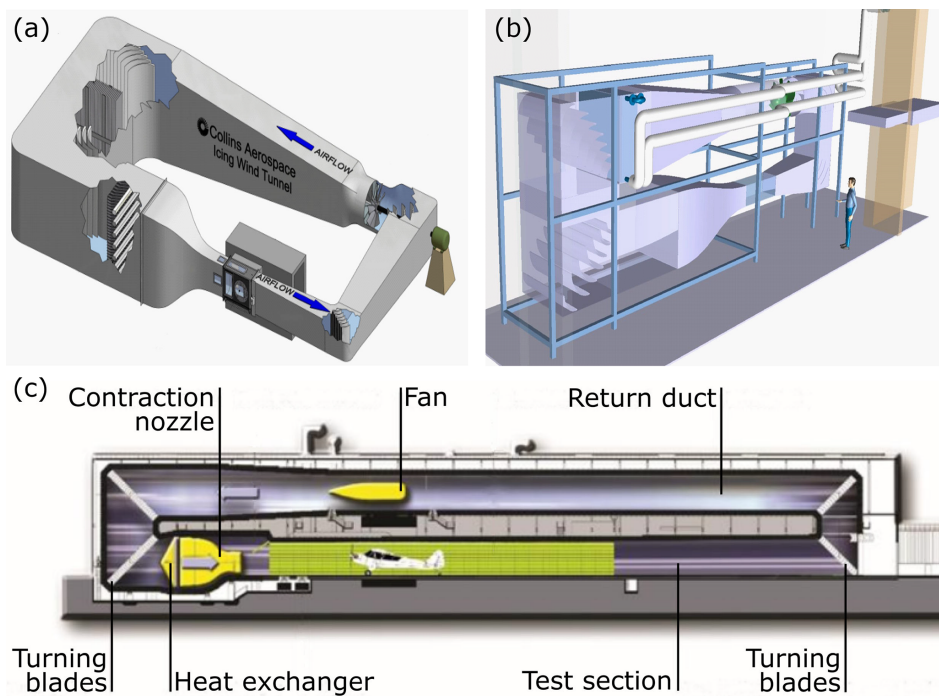 (a)
Collins Aerospace
Icing Wind Tunnel
AIRFLOW
AIRFLOW
(b)
(c)
Contraction
nozzle
Fan
Return duct
Turning
blades
Heat exchanger
Test section
Turning
blades